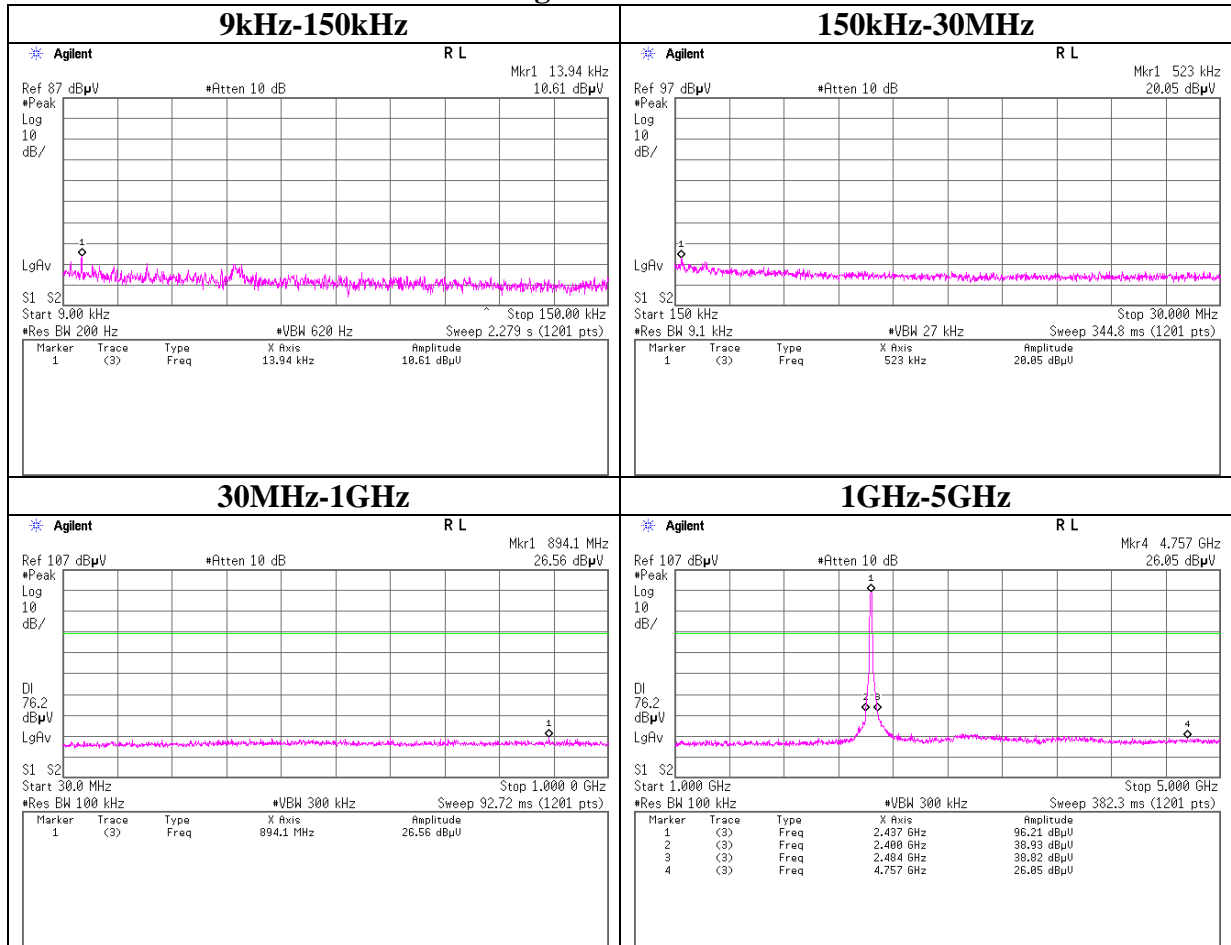 9kHz-150kHz
Agilent R L
Mkr1 13.94 kHz
Ref 87 dBµV #Atten 10 dB 10.61 dBµV
#Peak
Log
10
dB/
1
LgAv
S1 S2
Start 9.00 kHz ^ Stop 150.00 kHz
#Res BW 200 Hz #VBW 620 Hz Sweep 2.279 s (1201 pts)
Marker Trace Type X Axis Amplitude
1 (3) Freq 13.94 kHz 10.61 dBµV
150kHz-30MHz
Agilent R L
Mkr1 523 kHz
Ref 97 dBµV #Atten 10 dB 20.05 dBµV
#Peak
Log
10
dB/
1
LgAv
S1 S2
Start 150 kHz Stop 30.000 MHz
#Res BW 9.1 kHz #VBW 27 kHz Sweep 344.8 ms (1201 pts)
Marker Trace Type X Axis Amplitude
1 (3) Freq 523 kHz 20.05 dBµV
30MHz-1GHz
Agilent R L
Mkr1 894.1 MHz
Ref 107 dBµV #Atten 10 dB 26.56 dBµV
#Peak
Log
10
dB/
DI
76.2
dBµV
1
LgAv
S1 S2
Start 30.0 MHz Stop 1.000 0 GHz
#Res BW 100 kHz #VBW 300 kHz Sweep 92.72 ms (1201 pts)
Marker Trace Type X Axis Amplitude
1 (3) Freq 894.1 MHz 26.56 dBµV
1GHz-5GHz
Agilent R L
Mkr4 4.757 GHz
Ref 107 dBµV #Atten 10 dB 26.05 dBµV
#Peak
1
Log
10
dB/
DI
76.2 2 3
dBµV
4
LgAv
S1 S2
Start 1.000 GHz Stop 5.000 GHz
#Res BW 100 kHz #VBW 300 kHz Sweep 382.3 ms (1201 pts)
Marker Trace Type X Axis Amplitude
1 (3) Freq 2.437 GHz 96.21 dBµV
2 (3) Freq 2.400 GHz 38.93 dBµV
3 (3) Freq 2.484 GHz 38.82 dBµV
4 (3) Freq 4.757 GHz 26.05 dBµV